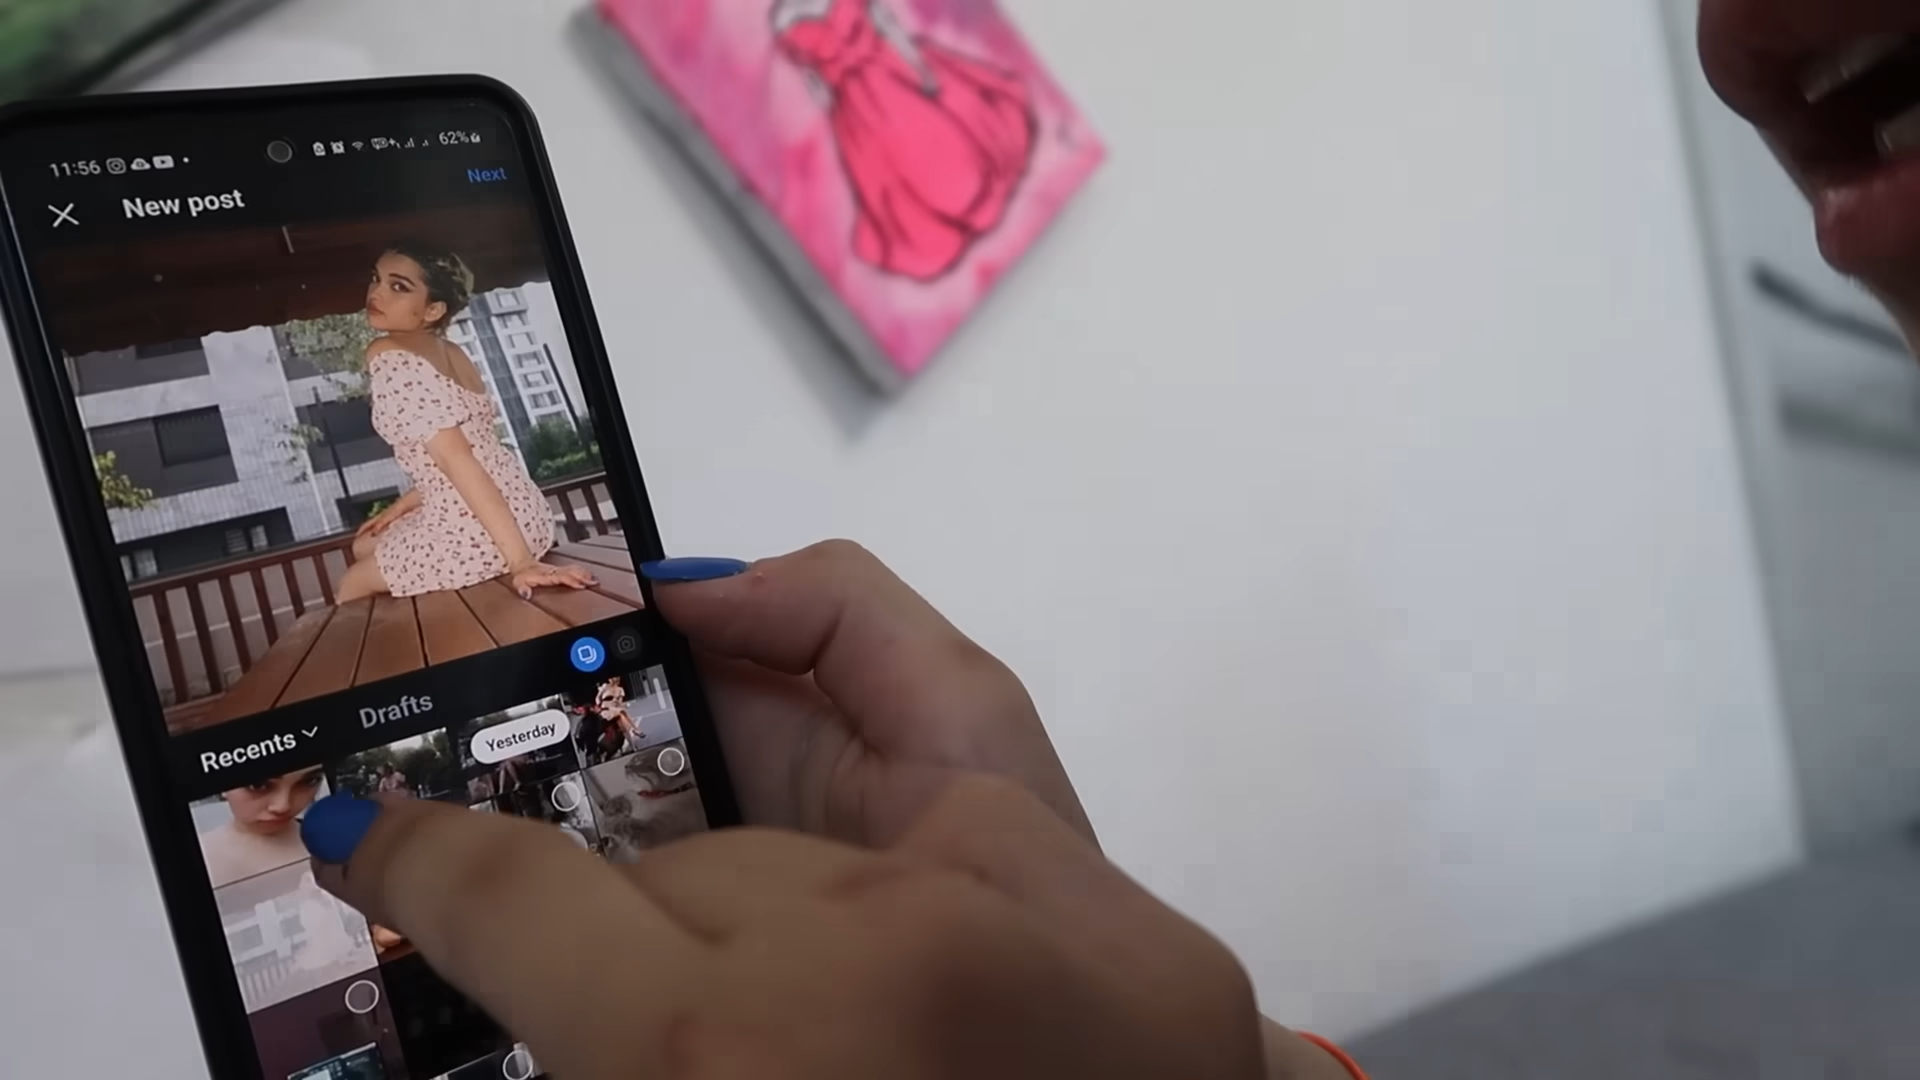 11:56
62%
Next
New post
Drafts
Recents
Yesterday